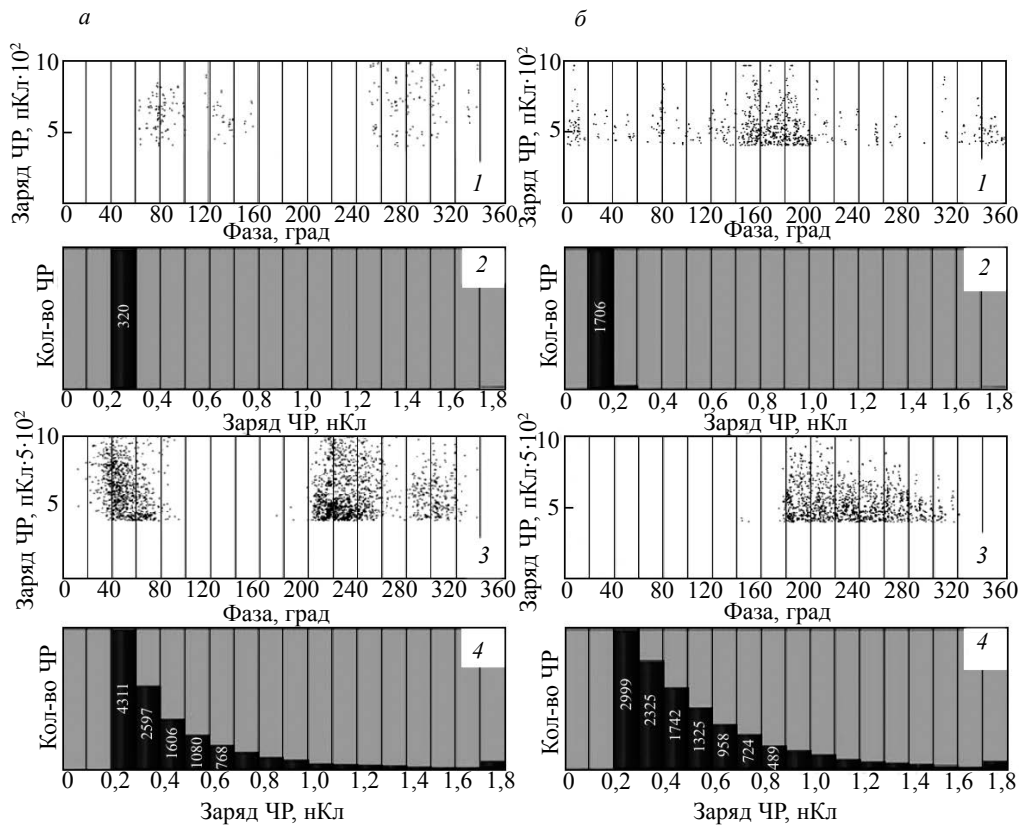 а
б
Заряд ЧР, пКл·10²
10
5
1
0 40 80 120 160 200 240 280 320 360
Фаза, град
Заряд ЧР, пКл·10²
10
5
1
0 40 80 120 160 200 240 280 320 360
Фаза, град
Кол-во ЧР
320
2
0 0,2 0,4 0,6 0,8 1,0 1,2 1,4 1,6 1,8
Заряд ЧР, нКл
Кол-во ЧР
1706
2
0 0,2 0,4 0,6 0,8 1,0 1,2 1,4 1,6 1,8
Заряд ЧР, нКл
Заряд ЧР, пКл·5·10²
10
5
3
0 40 80 120 160 200 240 280 320 360
Фаза, град
Заряд ЧР, пКл·5·10²
10
5
3
0 40 80 120 160 200 240 280 320 360
Фаза, град
Кол-во ЧР
4311
2597
1606
1080
768
4
0 0,2 0,4 0,6 0,8 1,0 1,2 1,4 1,6 1,8
Заряд ЧР, нКл
Кол-во ЧР
2999
2325
1742
1325
958
724
489
4
0 0,2 0,4 0,6 0,8 1,0 1,2 1,4 1,6 1,8
Заряд ЧР, нКл